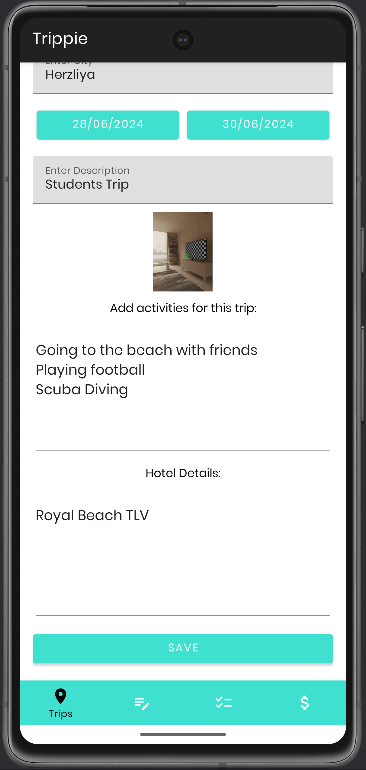 Trippie
Enter City
Herzliya
28/06/2024
30/06/2024
Enter Description
Students Trip
Add activities for this trip:
Going to the beach with friends
Playing football
Scuba Diving
Hotel Details:
Royal Beach TLV
SAVE
Trips